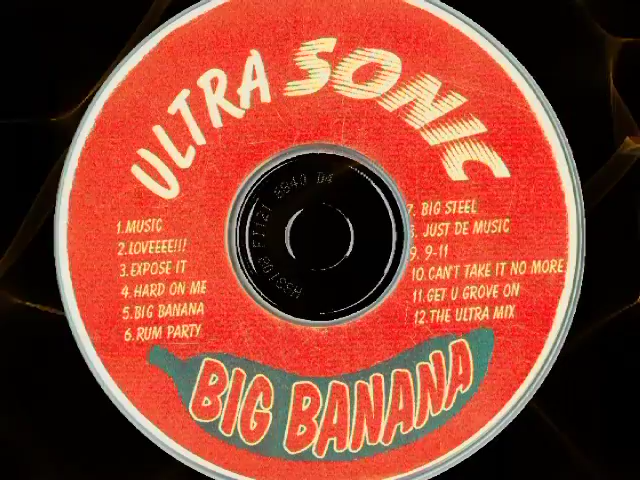 ULTRA SONIC
1.MUSIC
2.LOVEEEE!!!
3.EXPOSE IT
4.HARD ON ME
5.BIG BANANA
6.RUM PARTY
7. BIG STEEL
8. JUST DE MUSIC
9. 9-11
10.CAN'T TAKE IT NO MORE
11.GET U GROVE ON
12.THE ULTRA MIX
BIG BANANA